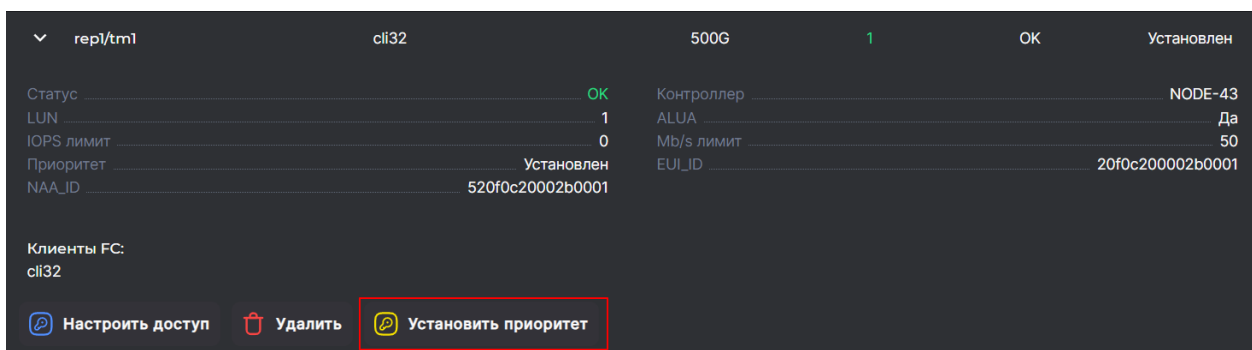 rep1/tm1 cli32 500G 1 OK Установлен
Статус OK Контроллер NODE-43
LUN 1 ALUA Да
IOPS лимит 0 Mb/s лимит 50
Приоритет Установлен EUI_ID 20f0c200002b0001
NAA_ID 520f0c20002b0001
Клиенты FC:
cli32
Настроить доступ Удалить Установить приоритет